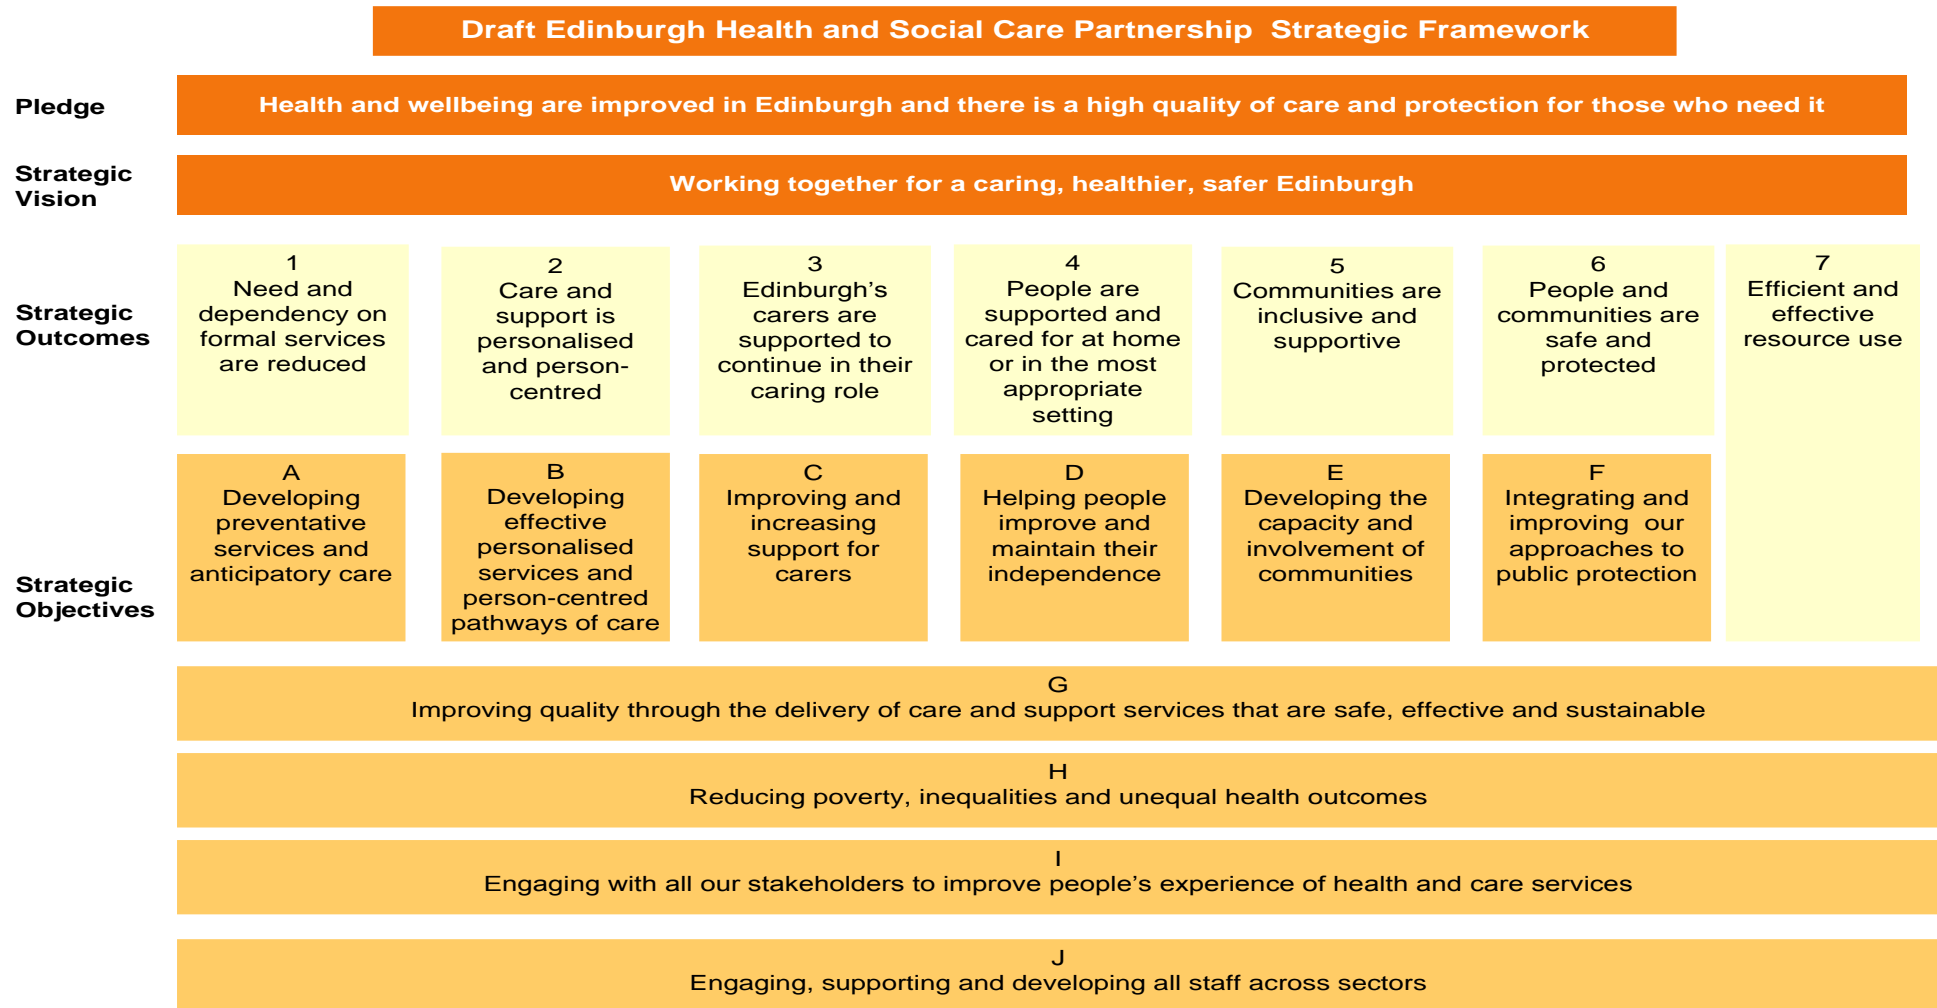 Draft Edinburgh Health and Social Care Partnership  Strategic Framework
Pledge
Health and wellbeing are improved in Edinburgh and there is a high quality of care and protection for those who need it
Strategic
Vision
Working together for a caring, healthier, safer Edinburgh
Strategic
Outcomes
1
Need and
dependency on
formal services
are reduced
2
Care and
support is
personalised
and person-
centred
3
Edinburgh’s
carers are
supported to
continue in their
caring role
4
People are
supported and
cared for at home
or in the most
appropriate
setting
5
Communities are
inclusive and
supportive
6
People and
communities are
safe and
protected
7
Efficient and
effective
resource use
Strategic
Objectives
A
Developing
preventative
services and
anticipatory care
B
Developing
effective
personalised
services and
person-centred
pathways of care
C
Improving and
increasing
support for
carers
D
Helping people
improve and
maintain their
independence
E
Developing the
capacity and
involvement of
communities
F
Integrating and
improving  our
approaches to
public protection
G
Improving quality through the delivery of care and support services that are safe, effective and sustainable
H
Reducing poverty, inequalities and unequal health outcomes
I
Engaging with all our stakeholders to improve people’s experience of health and care services
J
Engaging, supporting and developing all staff across sectors